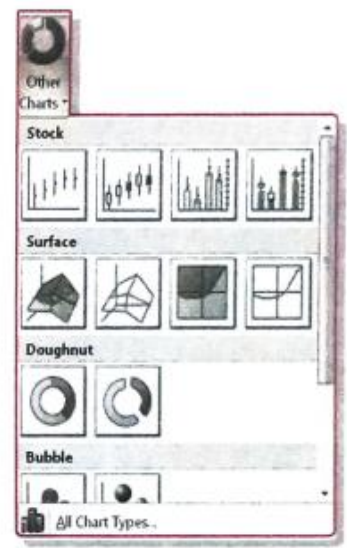 Other
Charts
Stock
Surface
Doughnut
Bubble
All Chart Types...